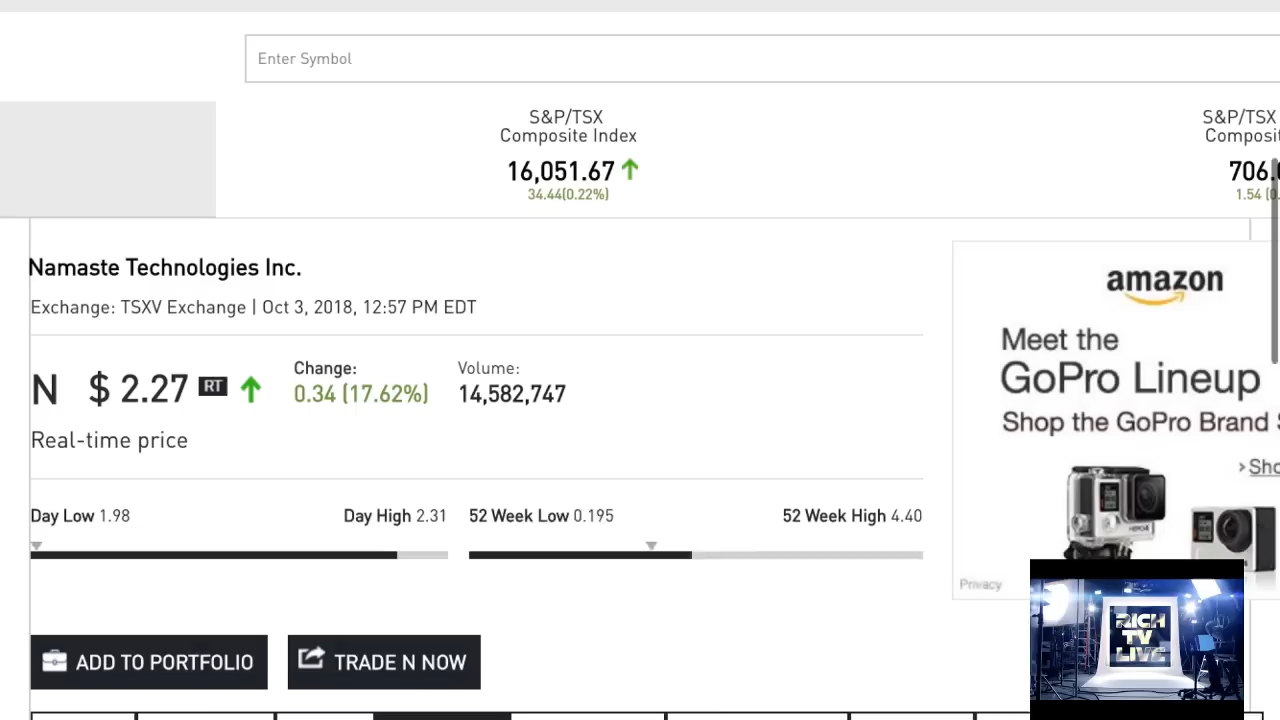 Enter Symbol
S&P/TSX
Composite Index
16,051.67
34.44(0.22%)
S&P/TSX
706.
1.54
Namaste Technologies Inc.
Exchange: TSXV Exchange | Oct 3, 2018, 12:57 PM EDT
N $ 2.27 RT
Change:
0.34 (17.62%)
Volume:
14,582,747
Real-time price
Day Low 1.98
Day High 2.31
52 Week Low 0.195
52 Week High 4.40
ADD TO PORTFOLIO
TRADE N NOW
amazon
Meet the
GoPro Lineup
Shop the GoPro Brand
Privacy
RICH
TV
LIVE